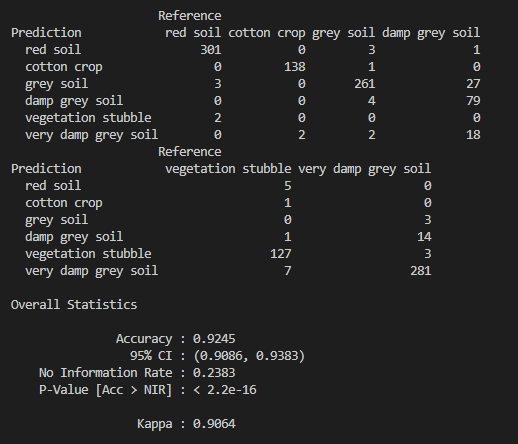 Reference
Prediction red soil cotton crop grey soil damp grey soil
red soil 301 0 3 1
cotton crop 0 138 1 0
grey soil 3 0 261 27
damp grey soil 0 0 4 79
vegetation stubble 2 0 0 0
very damp grey soil 0 2 2 18
Reference
Prediction vegetation stubble very damp grey soil
red soil 5 0
cotton crop 1 0
grey soil 0 3
damp grey soil 1 14
vegetation stubble 127 3
very damp grey soil 7 281
Overall Statistics
Accuracy : 0.9245
95% CI : (0.9086, 0.9383)
No Information Rate : 0.2383
P-Value [Acc > NIR] : < 2.2e-16
Kappa : 0.9064